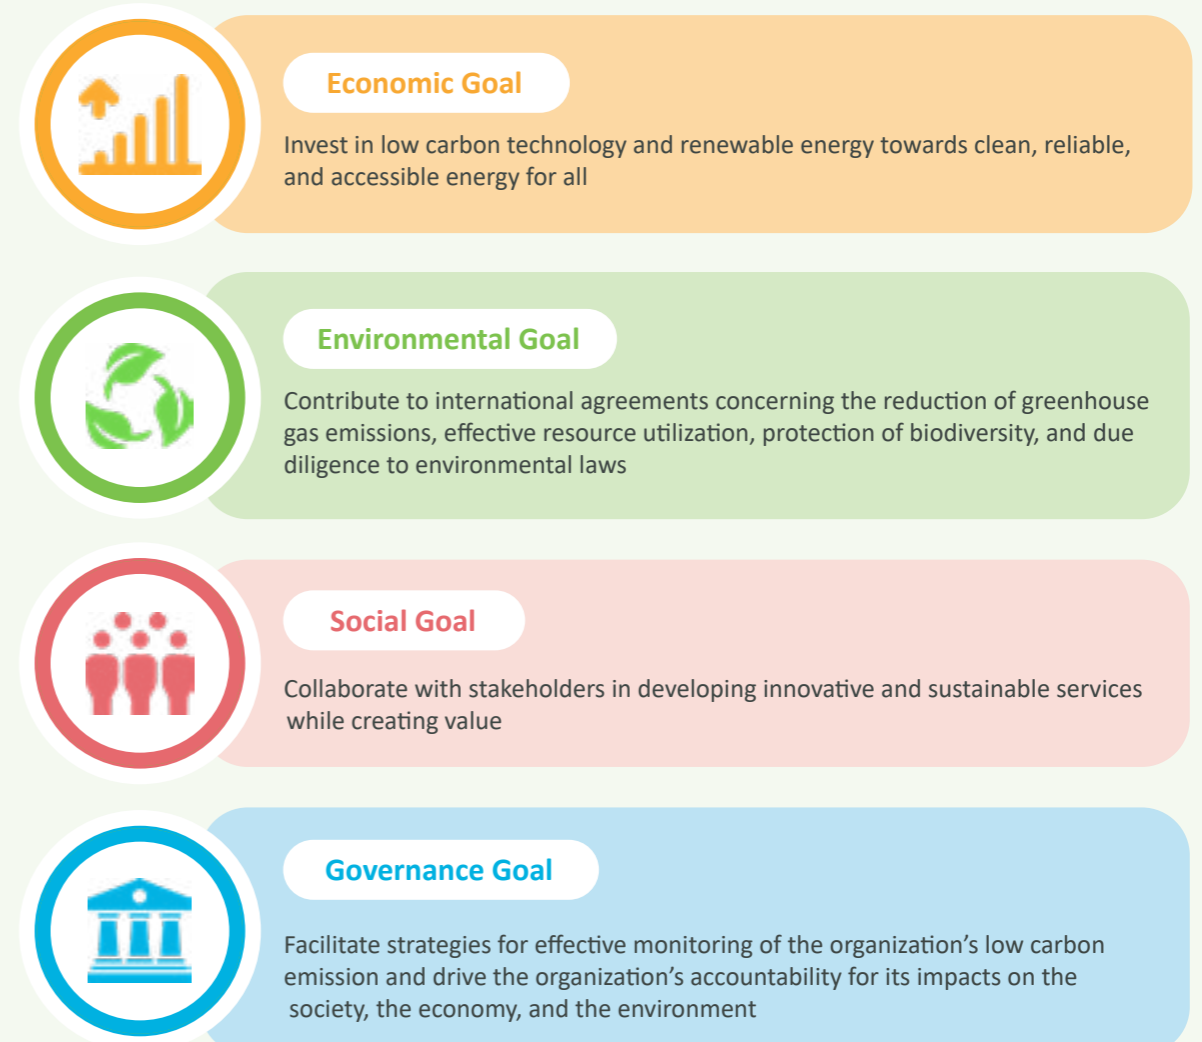 Economic Goal
Invest in low carbon technology and renewable energy towards clean, reliable,
and accessible energy for all
Environmental Goal
Contribute to international agreements concerning the reduction of greenhouse
gas emissions, effective resource utilization, protection of biodiversity, and due
diligence to environmental laws
Social Goal
Collaborate with stakeholders in developing innovative and sustainable services
while creating value
Governance Goal
Facilitate strategies for effective monitoring of the organization’s low carbon
emission and drive the organization’s accountability for its impacts on the
society, the economy, and the environment